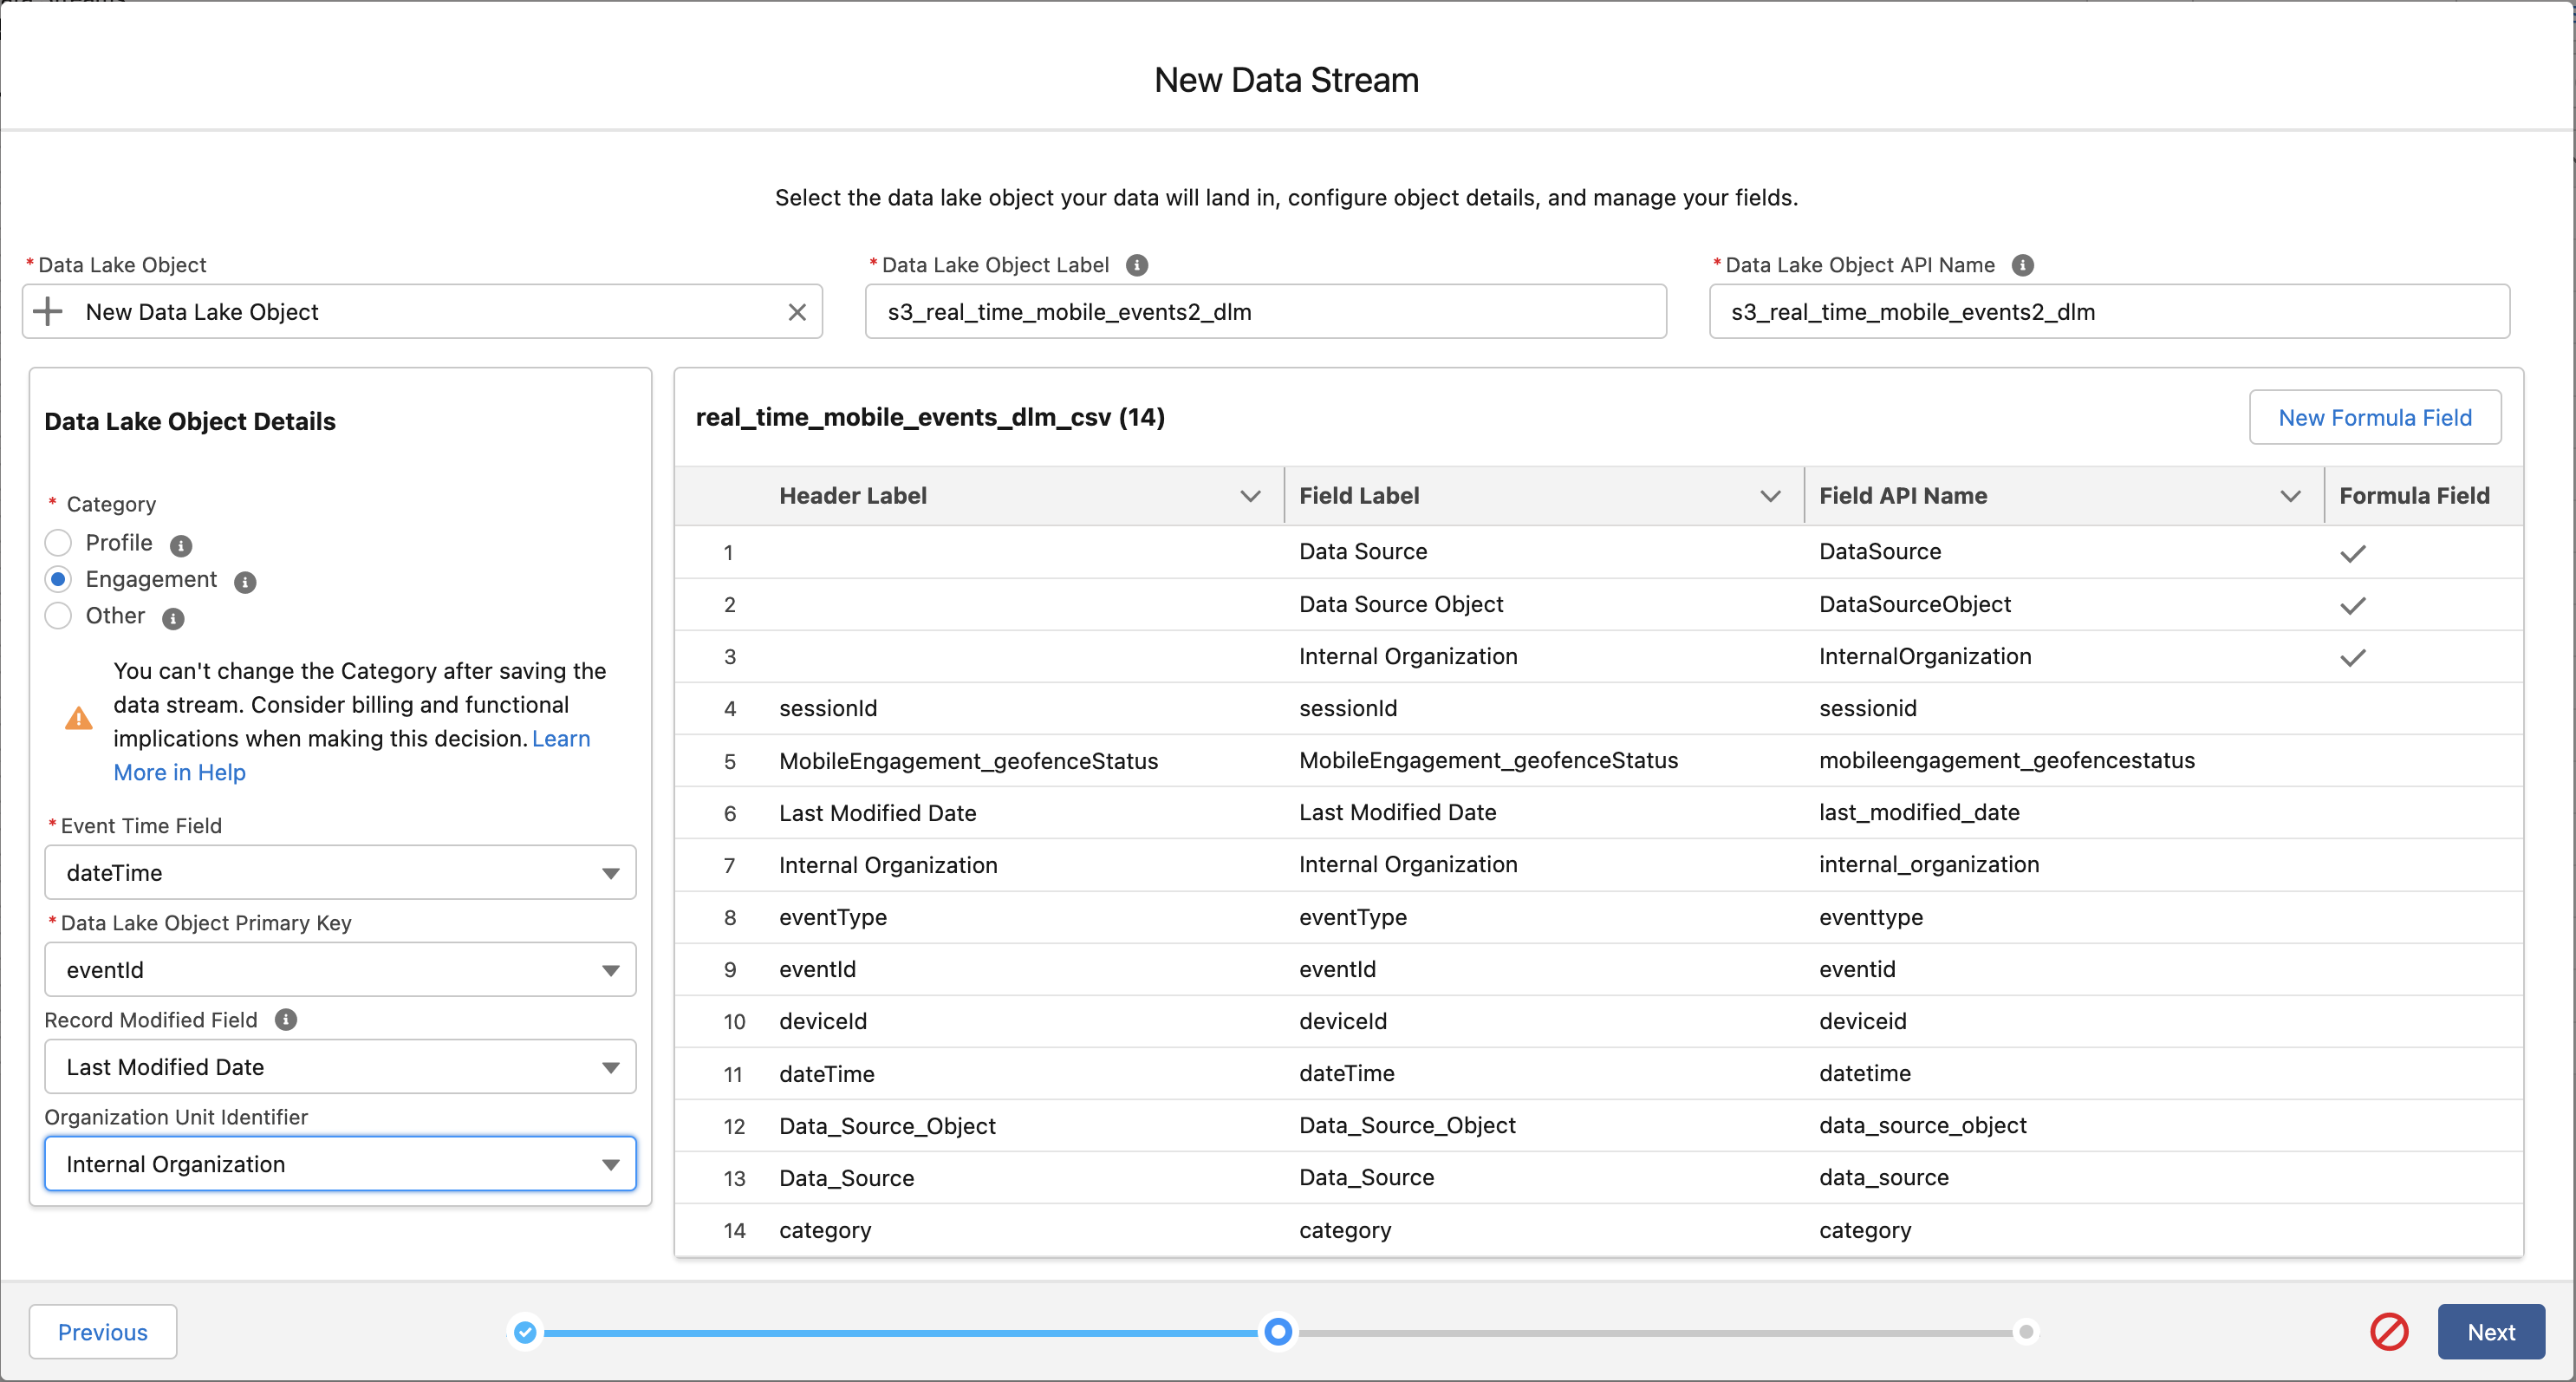 New Data Stream
Select the data lake object your data will land in, configure object details, and manage your fields.
* Data Lake Object
New Data Lake Object
* Data Lake Object Label
s3_real_time_mobile_events2_dlm
* Data Lake Object API Name
s3_real_time_mobile_events2_dlm
Data Lake Object Details
* Category
Profile
Engagement
Other
You can't change the Category after saving the
data stream. Consider billing and functional
implications when making this decision. Learn
More in Help
* Event Time Field
dateTime
* Data Lake Object Primary Key
eventId
Record Modified Field
Last Modified Date
Organization Unit Identifier
Internal Organization
real_time_mobile_events_dlm_csv (14)
New Formula Field
Header Label Field Label Field API Name Formula Field
1 Data Source DataSource
2 Data Source Object DataSourceObject
3 Internal Organization InternalOrganization
4 sessionId sessionId sessionid
5 MobileEngagement_geofenceStatus MobileEngagement_geofenceStatus mobileengagement_geofencestatus
6 Last Modified Date Last Modified Date last_modified_date
7 Internal Organization Internal Organization internal_organization
8 eventType eventType eventtype
9 eventId eventId eventid
10 deviceId deviceId deviceid
11 dateTime dateTime datetime
12 Data_Source_Object Data_Source_Object data_source_object
13 Data_Source Data_Source data_source
14 category category category
Previous
Next